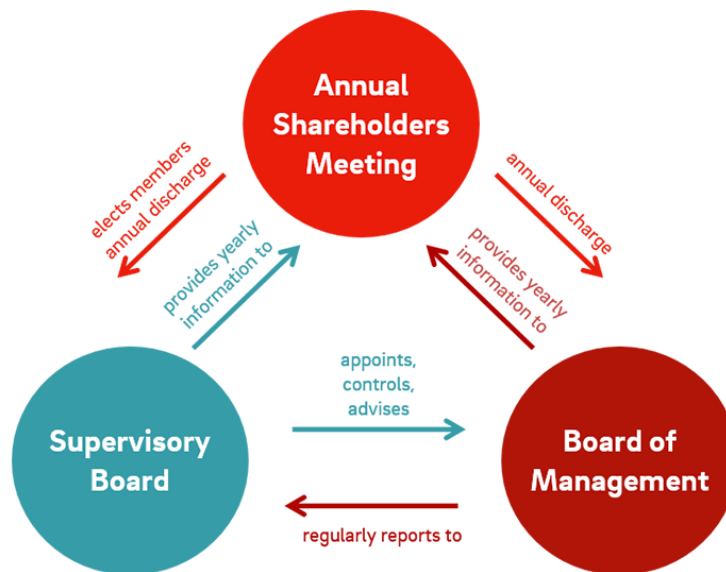 Annual
Shareholders
Meeting
elects members
annual discharge
provides yearly
information to
annual discharge
provides yearly
information to
appoints,
controls,
advises
Supervisory
Board
Board of
Management
regularly reports to